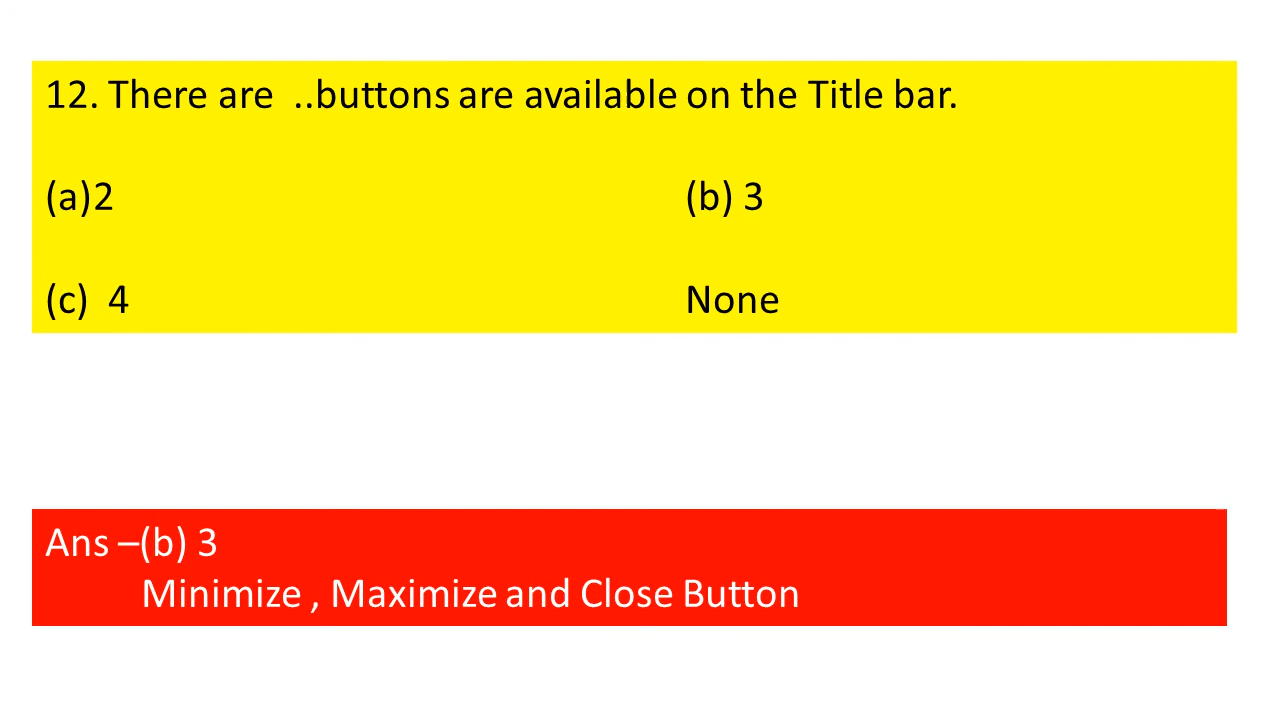 12. There are  ..buttons are available on the Title bar.
(a)2 (b) 3
(c)  4 None
Ans –(b) 3
Minimize , Maximize and Close Button